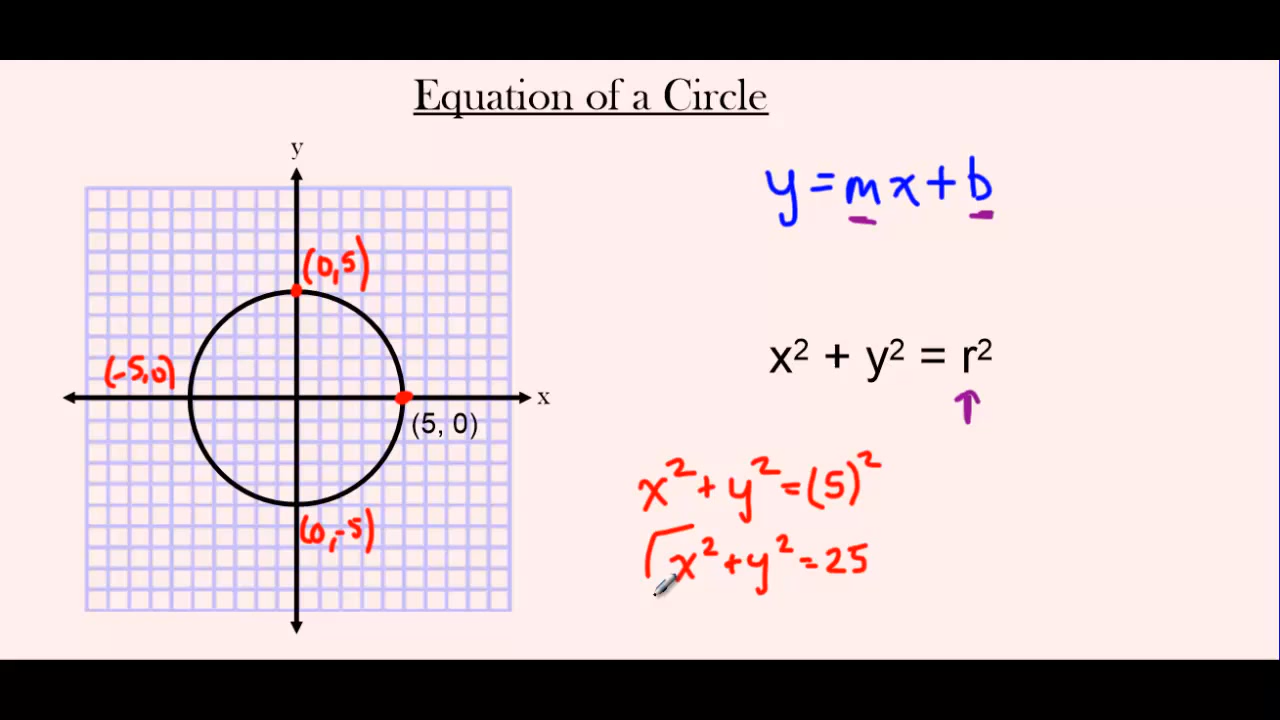 Equation of a Circle
y
y = mx + b
(0,5)
x² + y² = r²
(-5,0)
x
(5, 0)
x² + y² = (5)²
(0,-5)
x² + y² = 25